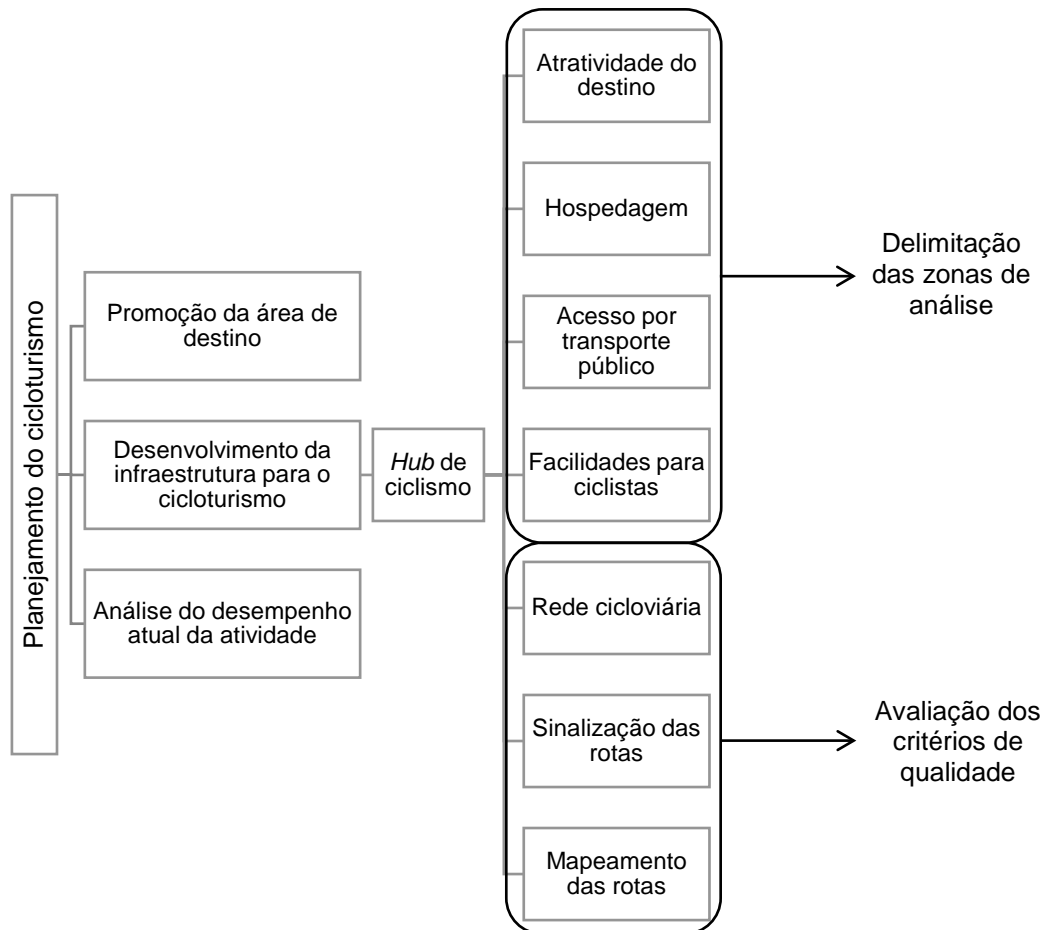 Planejamento do cicloturismo
Promoção da área de
destino
Desenvolvimento da
infraestrutura para o
cicloturismo
Análise do desempenho
atual da atividade
Hub de
ciclismo
Atratividade do
destino
Hospedagem
Acesso por
transporte
público
Facilidades para
ciclistas
Rede cicloviária
Sinalização das
rotas
Mapeamento
das rotas
Delimitação
das zonas de
análise
Avaliação dos
critérios de
qualidade